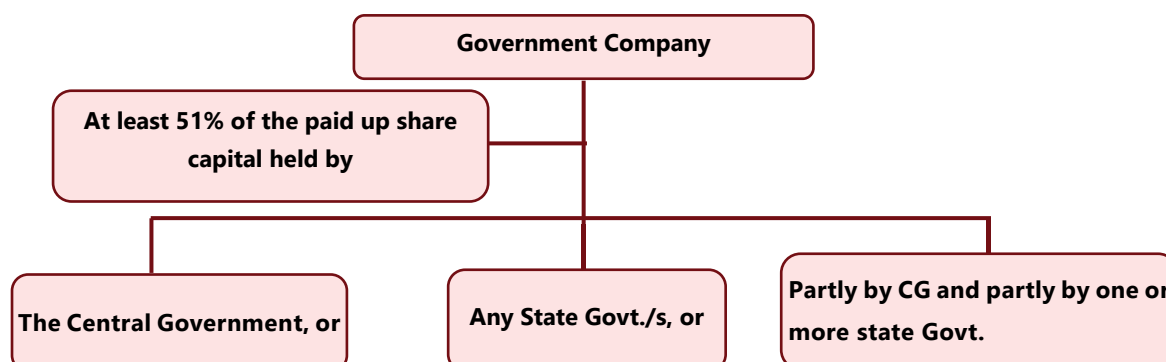 Government Company
At least 51% of the paid up share
capital held by
The Central Government, or
Any State Govt./s, or
Partly by CG and partly by one or
more state Govt.